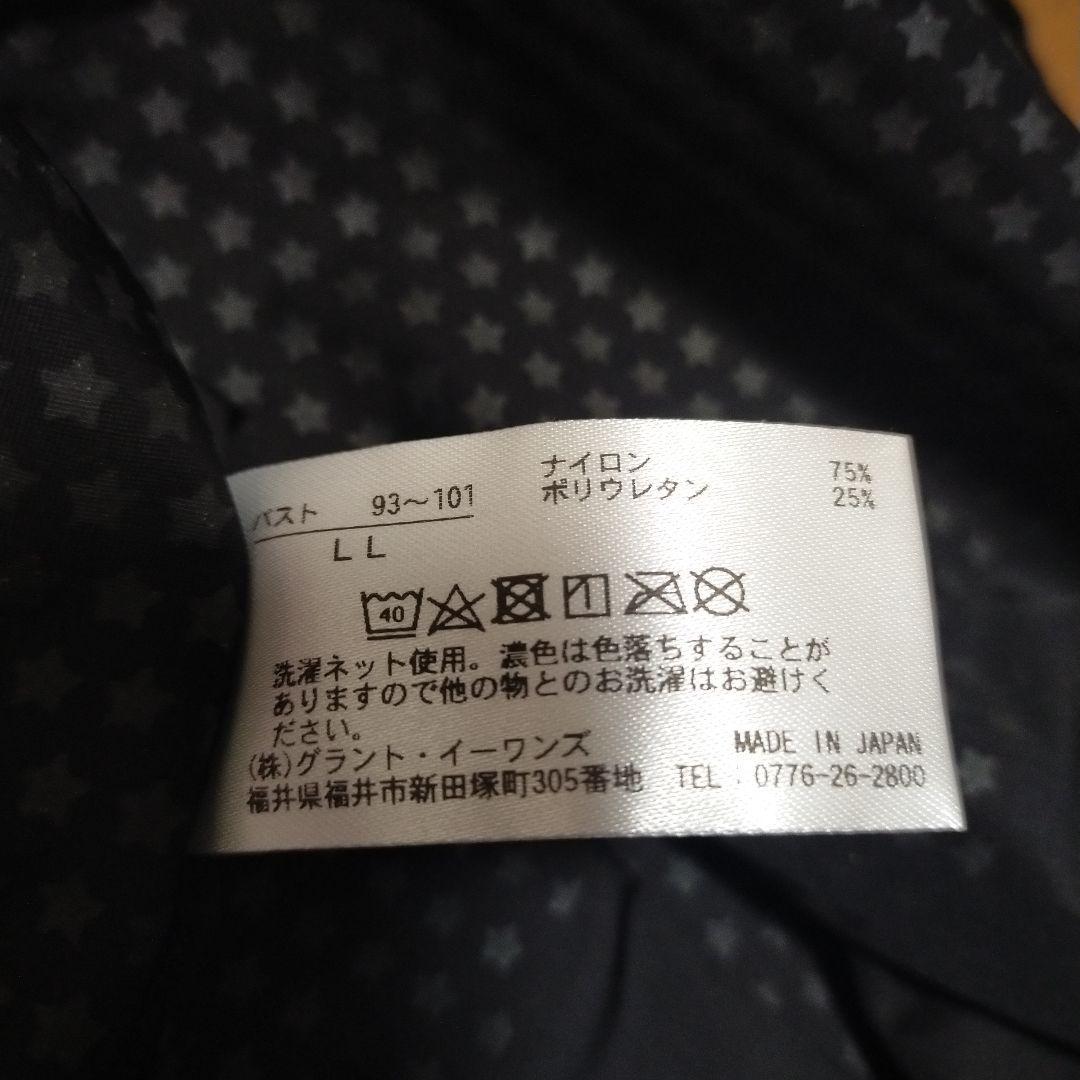 バスト 93～101
LL
ナイロン 75%
ポリウレタン 25%
40
洗濯ネット使用。濃色は色落ちすることが
ありますので他の物とのお洗濯はお避けく
ださい。
(株)グラント・イーワンズ MADE IN JAPAN
福井県福井市新田塚町305番地 TEL：0776-26-2800